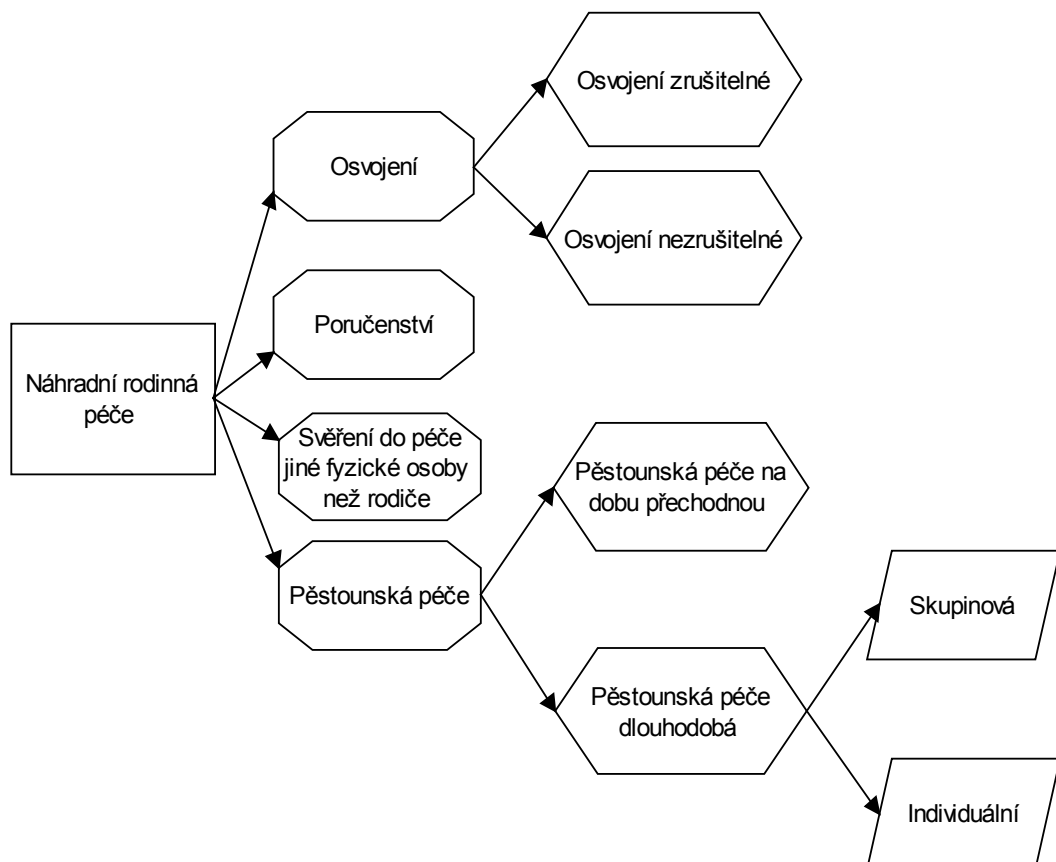 Náhradní rodinná
péče
Osvojení
Osvojení zrušitelné
Osvojení nezrušitelné
Poručenství
Svěření do péče
jiné fyzické osoby
než rodiče
Pěstounská péče
Pěstounská péče na
dobu přechodnou
Pěstounská péče
dlouhodobá
Skupinová
Individuální